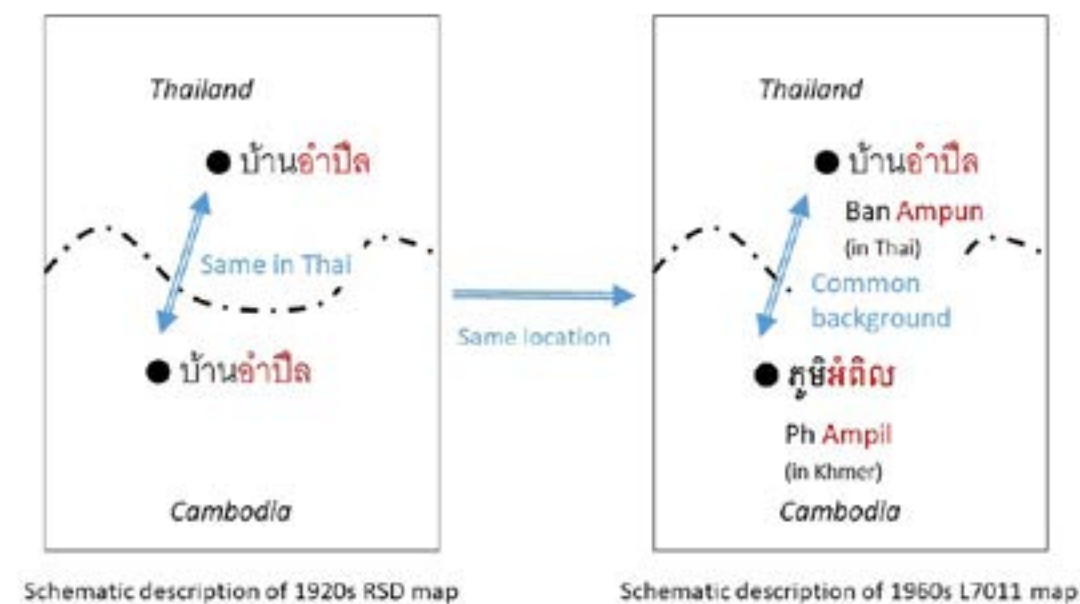 Thailand
บ้านอำปึล
Same in Thai
บ้านอำปึล
Cambodia
Schematic description of 1920s RSD map
Same location
Thailand
บ้านอำปึล
Ban Ampun
(in Thai)
Common
background
ភូមិអំពិល
Ph Ampil
(in Khmer)
Cambodia
Schematic description of 1960s L7011 map